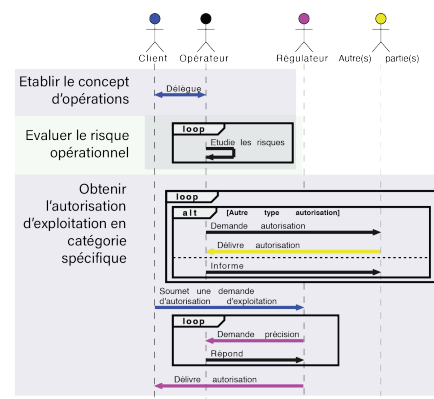 Client Opérateur Régulateur Autre(s) partie(s)
Etablir le concept
d'opérations
Délègue
Evaluer le risque
opérationnel
loop
Etudie les risques
Obtenir
l'autorisation
d'exploitation en
catégorie
spécifique
loop
alt [Autre type autorisation]
Demande autorisation
Délivre autorisation
Informe
Soumet une demande
d'autorisation d'exploitation
loop
Demande précision
Répond
Délivre autorisation